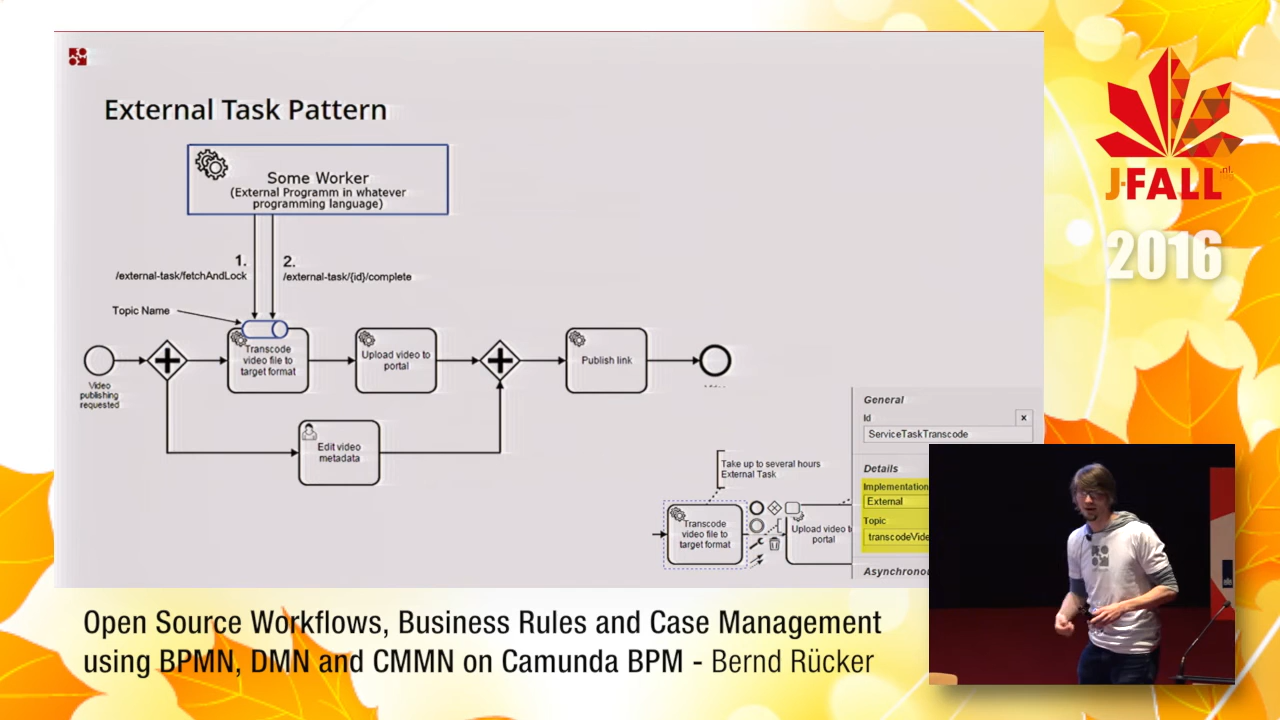 External Task Pattern
Some Worker
(External Programm in whatever
programming language)
1.
/external-task/fetchAndLock
2.
/external-task/{id}/complete
Topic Name
Transcode
video file to
target format
Upload video to
portal
Publish link
Video
publishing
requested
Edit video
metadata
Take up to several hours
External Task
Transcode
video file to
target format
Upload video
portal
General
Id
x
ServiceTaskTranscode
Details
Implementation
External
Topic
transcodeVide
Asynchrono
J-FALL
.nl
2016
Open Source Workflows, Business Rules and Case Management
using BPMN, DMN and CMMN on Camunda BPM - Bernd Rücker